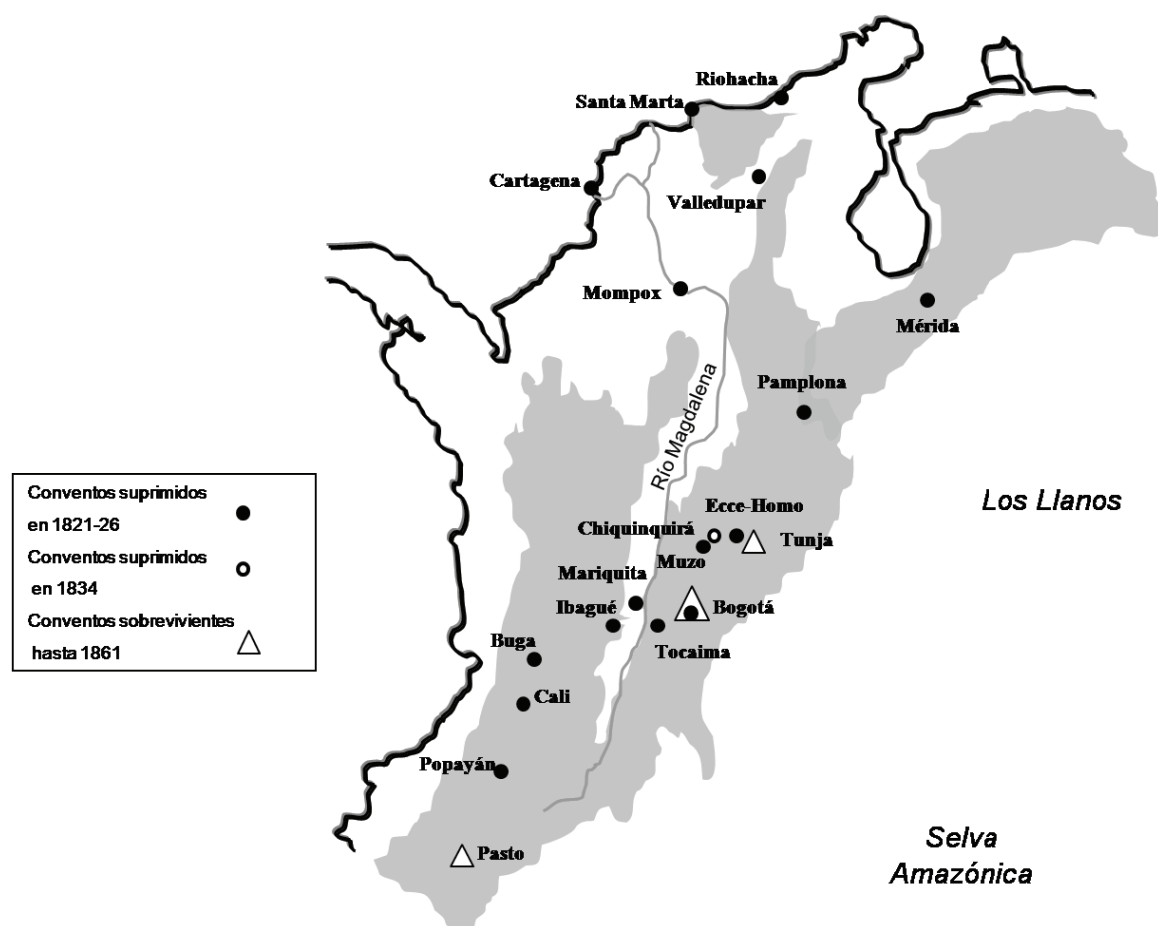 Riohacha
Santa Marta
Cartagena
Valledupar
Mompox
Mérida
Pamplona
Río Magdalena
Conventos suprimidos
en 1821-26
Conventos suprimidos
en 1834
Conventos sobrevivientes
hasta 1861
Los Llanos
Ecce-Homo
Chiquinquirá
Tunja
Muzo
Mariquita
Ibagué
Bogotá
Buga
Tocaima
Cali
Popayán
Pasto
Selva
Amazónica